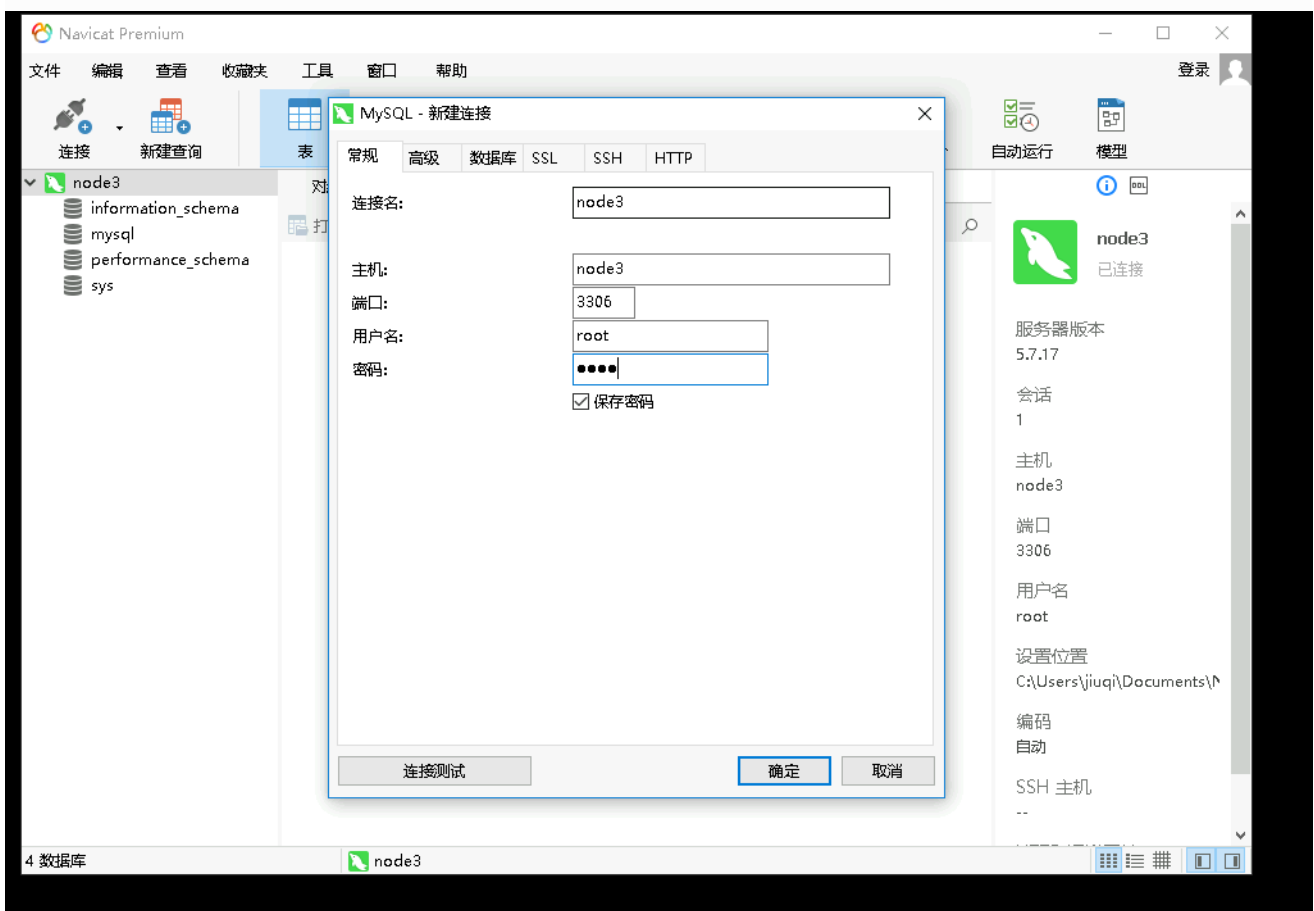 Navicat Premium
文件 编辑 查看 收藏夹 工具 窗口 帮助 登录
连接 新建查询 表 自动运行 模型
node3
information_schema
mysql
performance_schema
sys
打
MySQL - 新建连接
常规 高级 数据库 SSL SSH HTTP
连接名: node3
主机: node3
端口: 3306
用户名: root
密码: ●●●●
保存密码
连接测试 确定 取消
DDL
node3
已连接
服务器版本
5.7.17
会话
1
主机
node3
端口
3306
用户名
root
设置位置
C:\Users\jiuqi\Documents\N
编码
自动
SSH 主机
--
4 数据库 node3